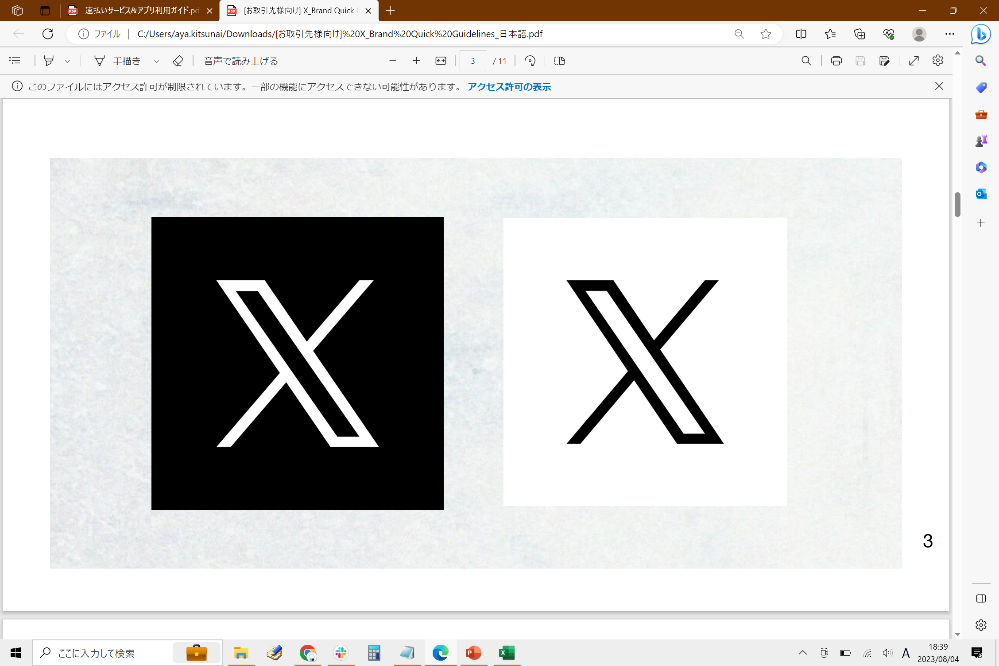 速払いサービス&アプリ利用ガイド.pd
[お取引先様向け] X_Brand Quick G
ファイル
C:/Users/aya.kitsunai/Downloads/[お取引先様向け]%20X_Brand%20Quick%20Guidelines_日本語.pdf
手描き
音声で読み上げる
3
/ 11
このファイルにはアクセス許可が制限されています。一部の機能にアクセスできない可能性があります。 アクセス許可の表示
X
X
3
ここに入力して検索
A
18:39
2023/08/04